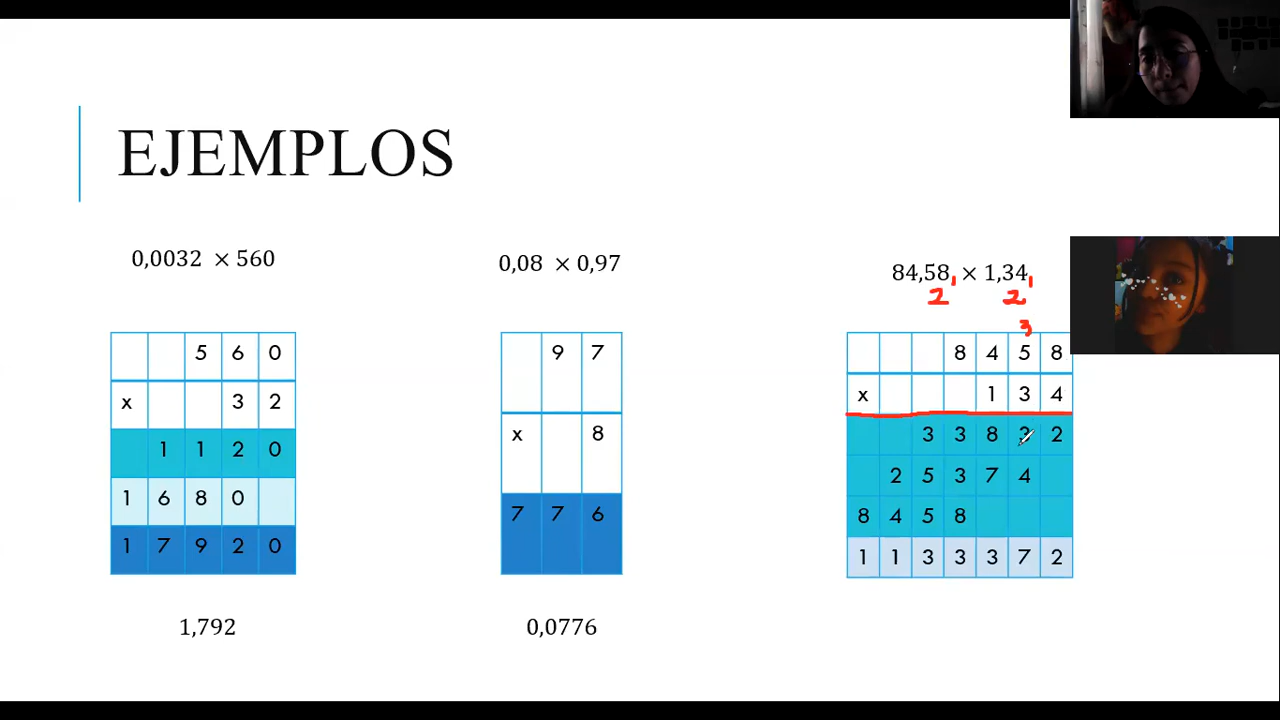 EJEMPLOS
0,0032 × 560
5 6 0
x 3 2
1 1 2 0
1 6 8 0
1 7 9 2 0
1,792
0,08 × 0,97
9 7
x 8
7 7 6
0,0776
84,58 × 1,34
2 2
3
8 4 5 8
x 1 3 4
3 3 8 2
2 5 3 7 4
8 4 5 8
1 1 3 3 3 7 2